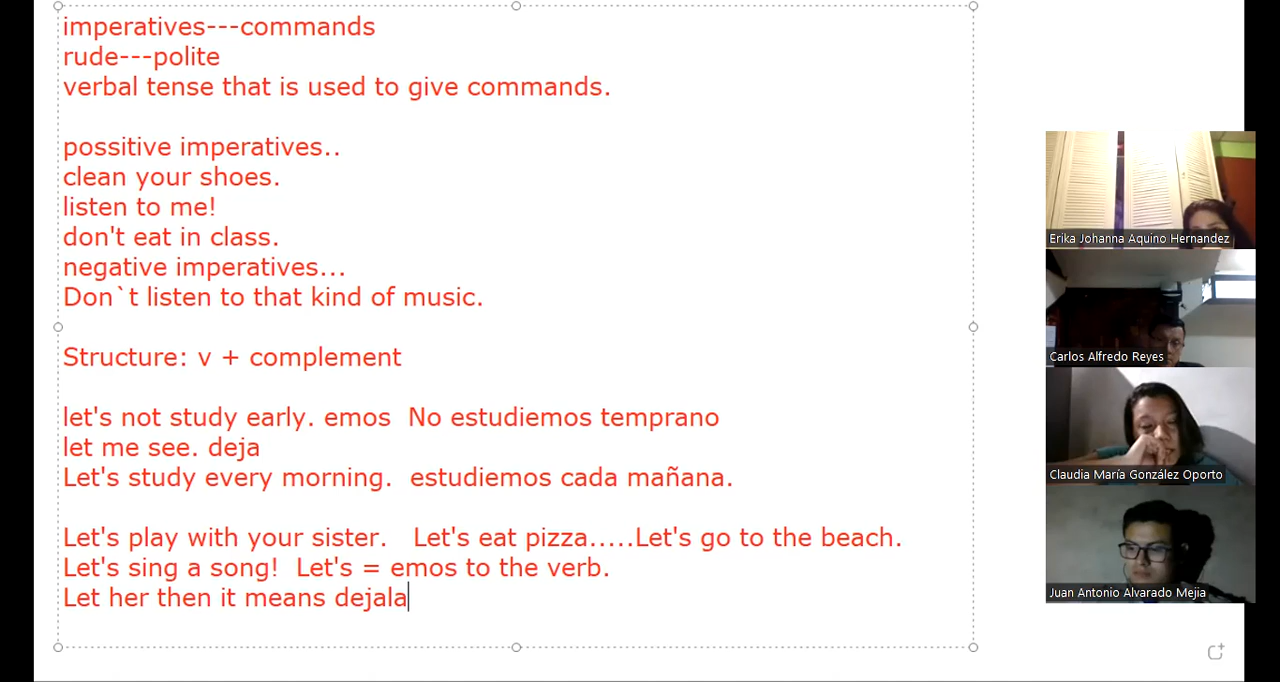 imperatives---commands
rude---polite
verbal tense that is used to give commands.
possitive imperatives..
clean your shoes.
listen to me!
don't eat in class.
negative imperatives...
Don`t listen to that kind of music.
Structure: v + complement
let's not study early. emos  No estudiemos temprano
let me see. deja
Let's study every morning.  estudiemos cada mañana.
Let's play with your sister.   Let's eat pizza.....Let's go to the beach.
Let's sing a song!  Let's = emos to the verb.
Let her then it means dejala
Erika Johanna Aquino Hernandez
Carlos Alfredo Reyes
Claudia María González Oporto
Juan Antonio Alvarado Mejia